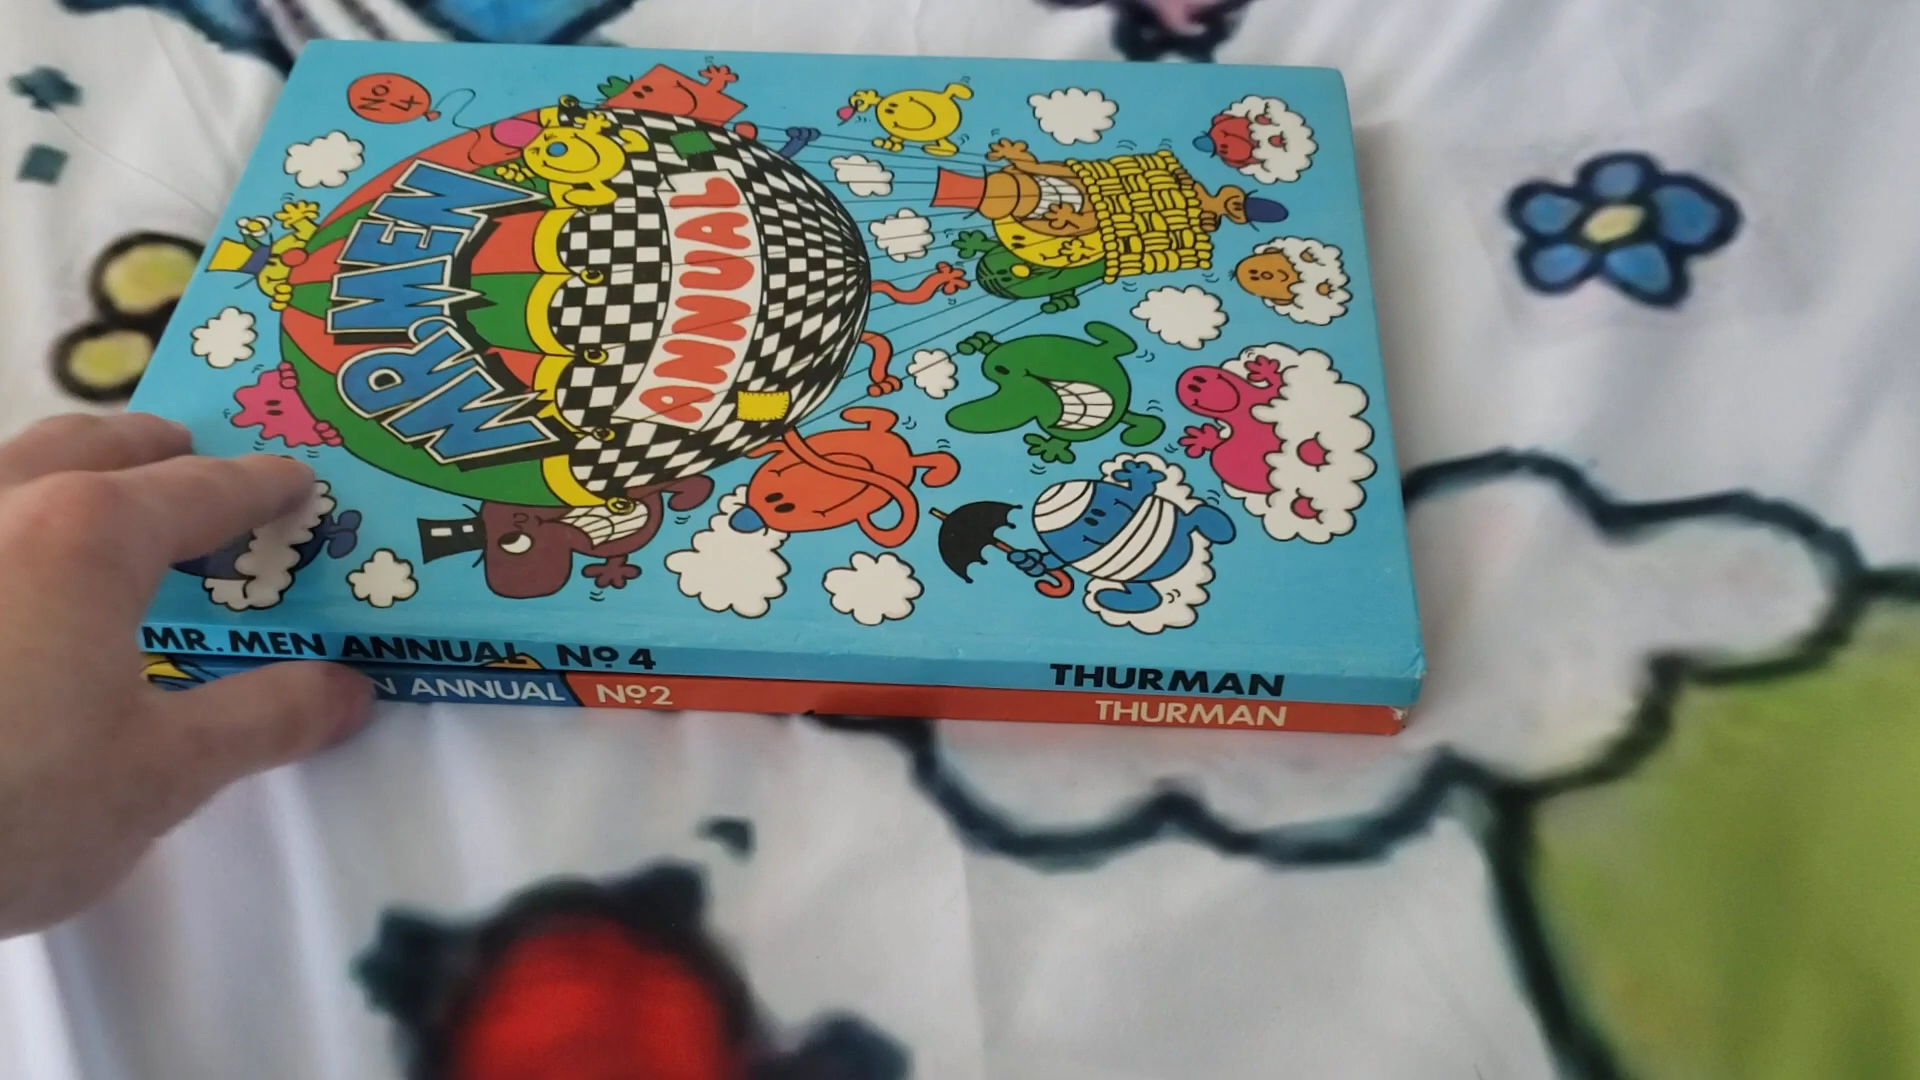 No. 4
MR. MEN
ANNUAL
MR. MEN ANNUAL No 4 THURMAN
ANNUAL No 2 THURMAN